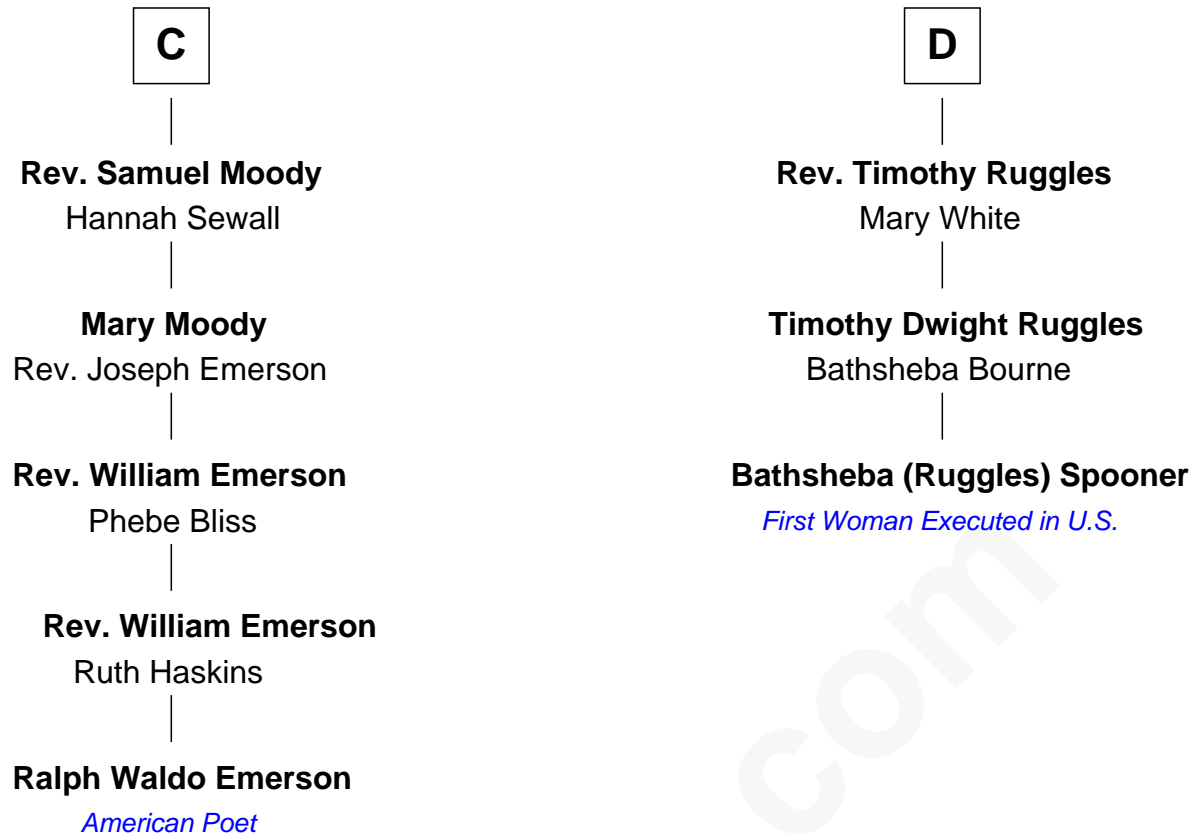 C
Rev. Samuel Moody
Hannah Sewall
Mary Moody
Rev. Joseph Emerson
Rev. William Emerson
Phebe Bliss
Rev. William Emerson
Ruth Haskins
Ralph Waldo Emerson
American Poet
D
Rev. Timothy Ruggles
Mary White
Timothy Dwight Ruggles
Bathsheba Bourne
Bathsheba (Ruggles) Spooner
First Woman Executed in U.S.
com